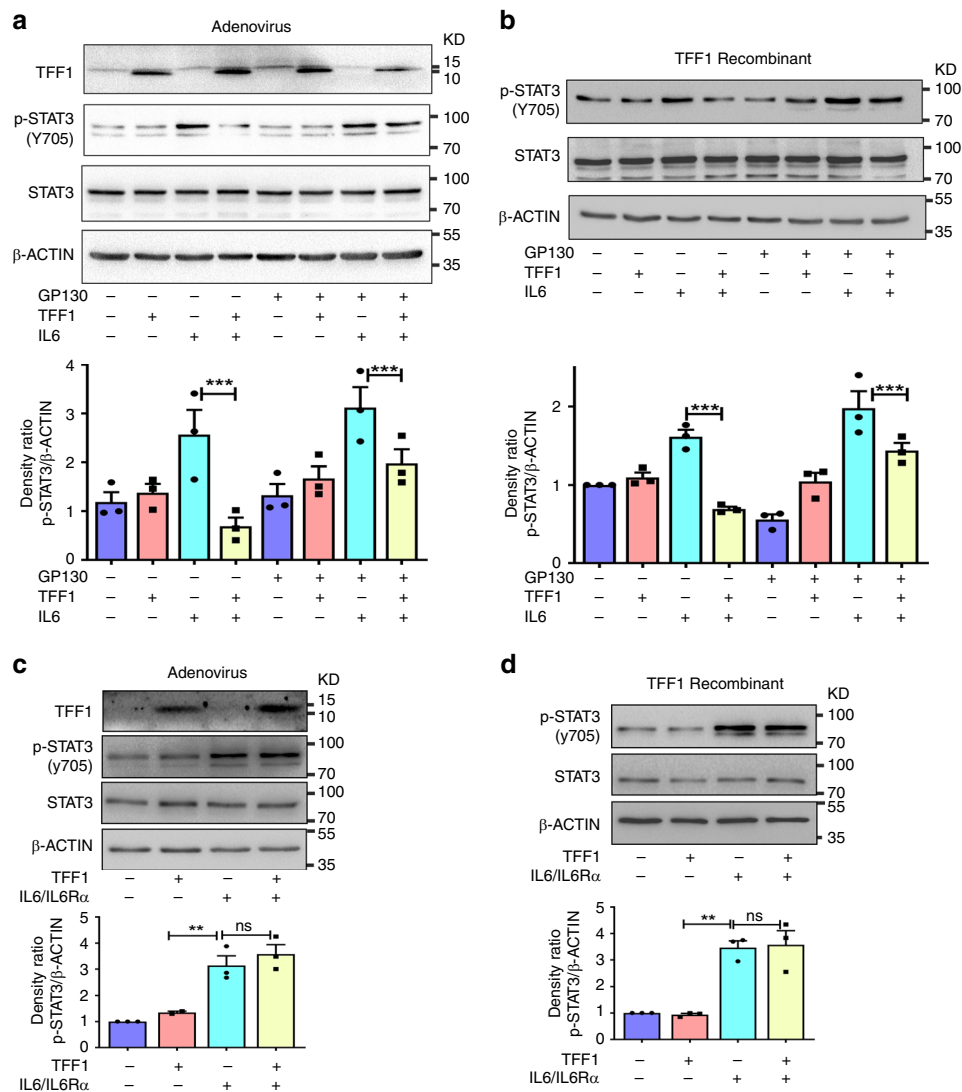 a
Adenovirus
KD
TFF1
15
10
p-STAT3
(Y705)
100
70
STAT3
100
70
β-ACTIN
55
35
GP130 – – – – + + + +
TFF1 – + – + – + – +
IL6 – – + + – – + +
Density ratio
p-STAT3/β-ACTIN
4
3
2
1
0
*** ***
GP130 – – – – + + + +
TFF1 – + – + – + – +
IL6 – – + + – – + +
b
TFF1 Recombinant
KD
p-STAT3
(Y705)
100
70
STAT3
100
70
β-ACTIN
55
35
GP130 – – – – + + + +
TFF1 – + – + – + – +
IL6 – – + + – – + +
Density ratio
p-STAT3/β-ACTIN
2
1
0
*** ***
GP130 – – – – + + + +
TFF1 – + – + – + – +
IL6 – – + + – – + +
c
Adenovirus
KD
TFF1
15
10
p-STAT3
(y705)
100
70
STAT3
100
70
β-ACTIN
55
35
TFF1 – + – +
IL6/IL6Rα – – + +
Density ratio
p-STAT3/β-ACTIN
5
4
3
2
1
0
** ns
TFF1 – + – +
IL6/IL6Rα – – + +
d
TFF1 Recombinant
KD
p-STAT3
(y705)
100
70
STAT3
100
70
β-ACTIN
55
35
TFF1 – + – +
IL6/IL6Rα – – + +
Density ratio
p-STAT3/β-ACTIN
5
4
3
2
1
0
** ns
TFF1 – + – +
IL6/IL6Rα – – + +